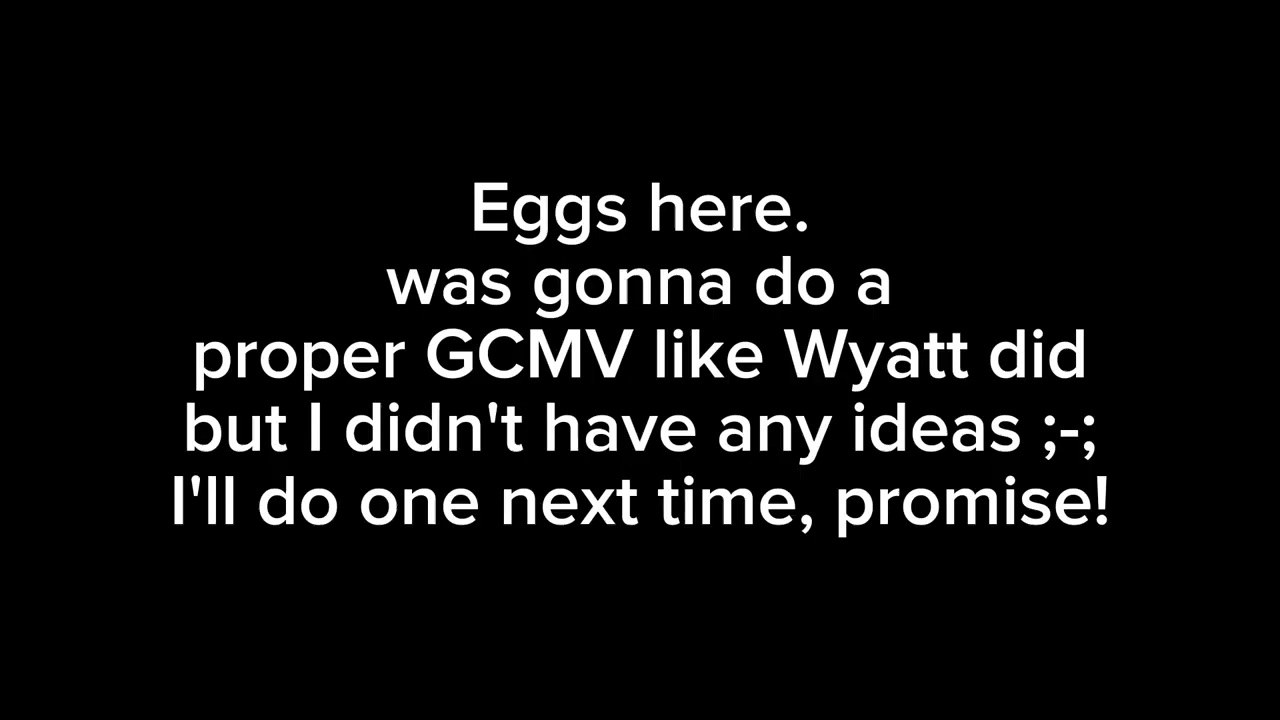 Eggs here.
was gonna do a
proper GCMV like Wyatt did
but I didn't have any ideas ;-;
I'll do one next time, promise!